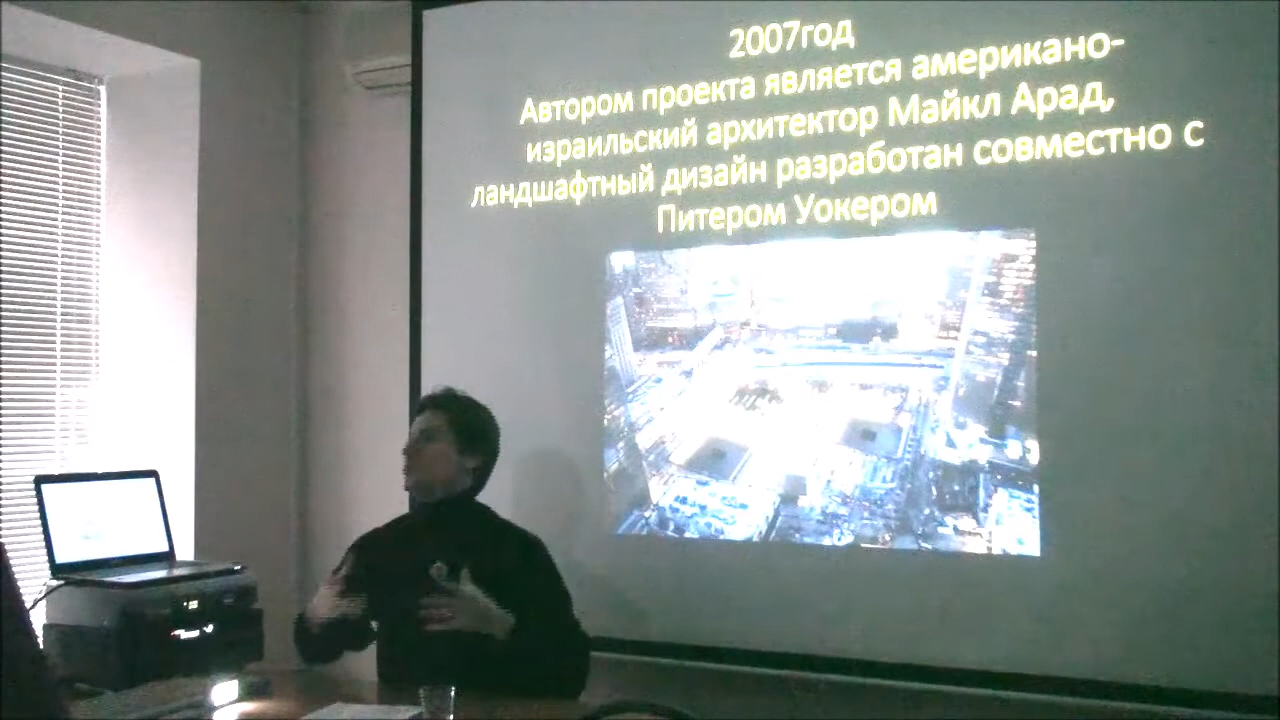 2007год
Автором проекта является американо-
израильский архитектор Майкл Арад,
ландшафтный дизайн разработан совместно с
Питером Уокером